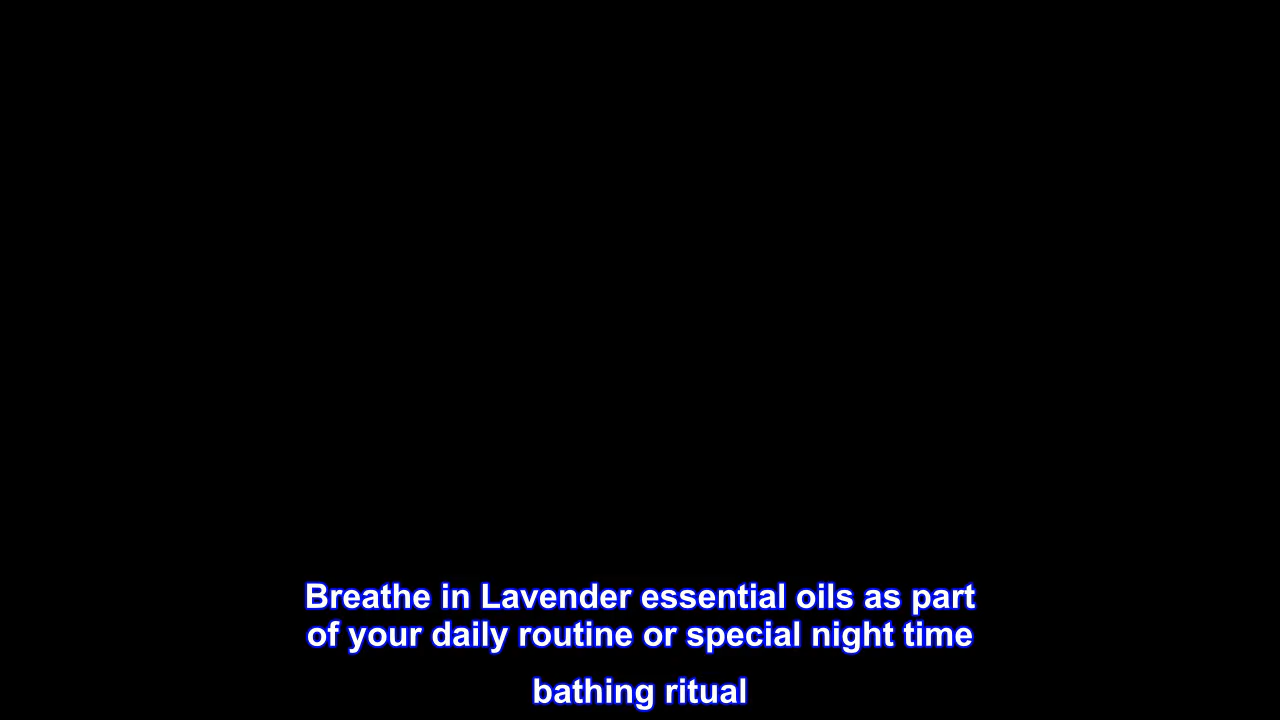 Breathe in Lavender essential oils as part
of your daily routine or special night time
bathing ritual